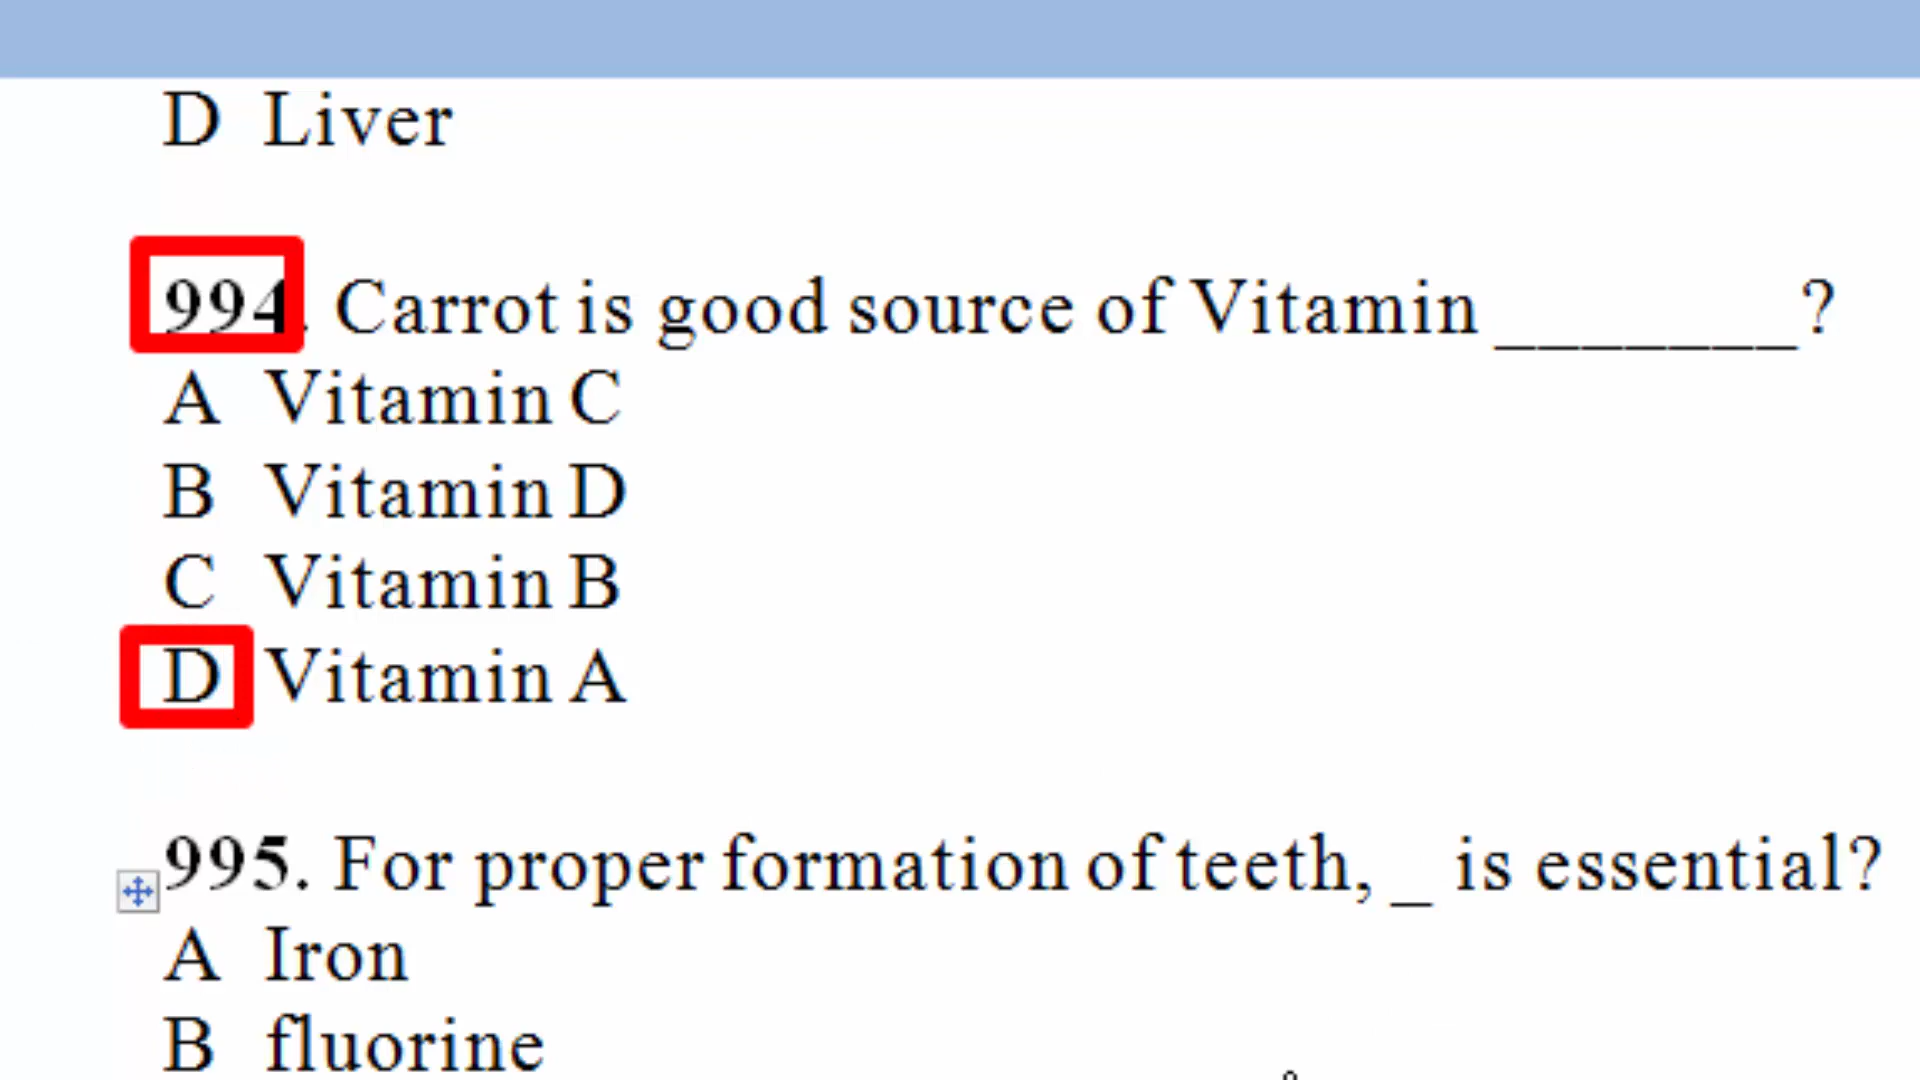 D Liver
994. Carrot is good source of Vitamin _______?
A Vitamin C
B Vitamin D
C Vitamin B
D Vitamin A
995. For proper formation of teeth, _ is essential?
A Iron
B fluorine